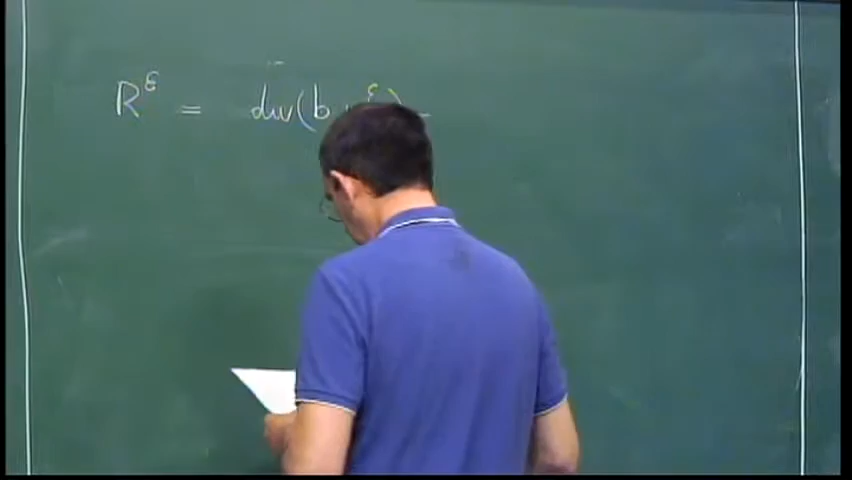 R^ε = div(b